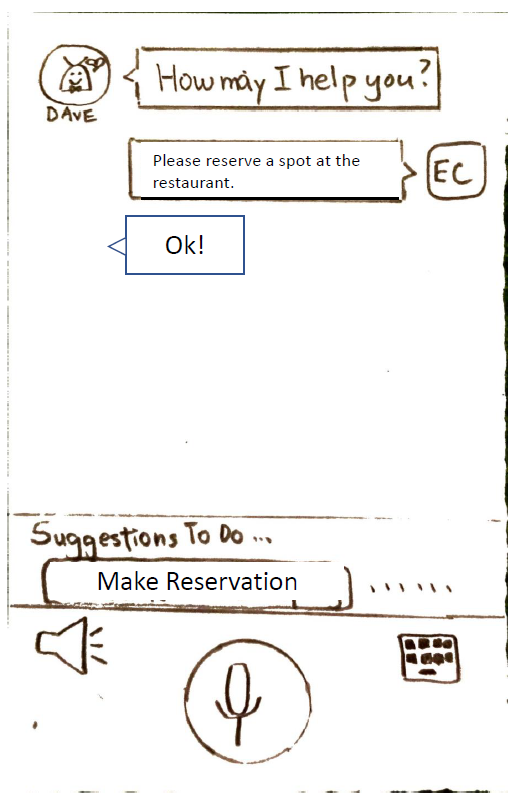 How may I help you?
DAVE
Please reserve a spot at the
restaurant.
EC
Ok!
Suggestions To Do ...
Make Reservation ......